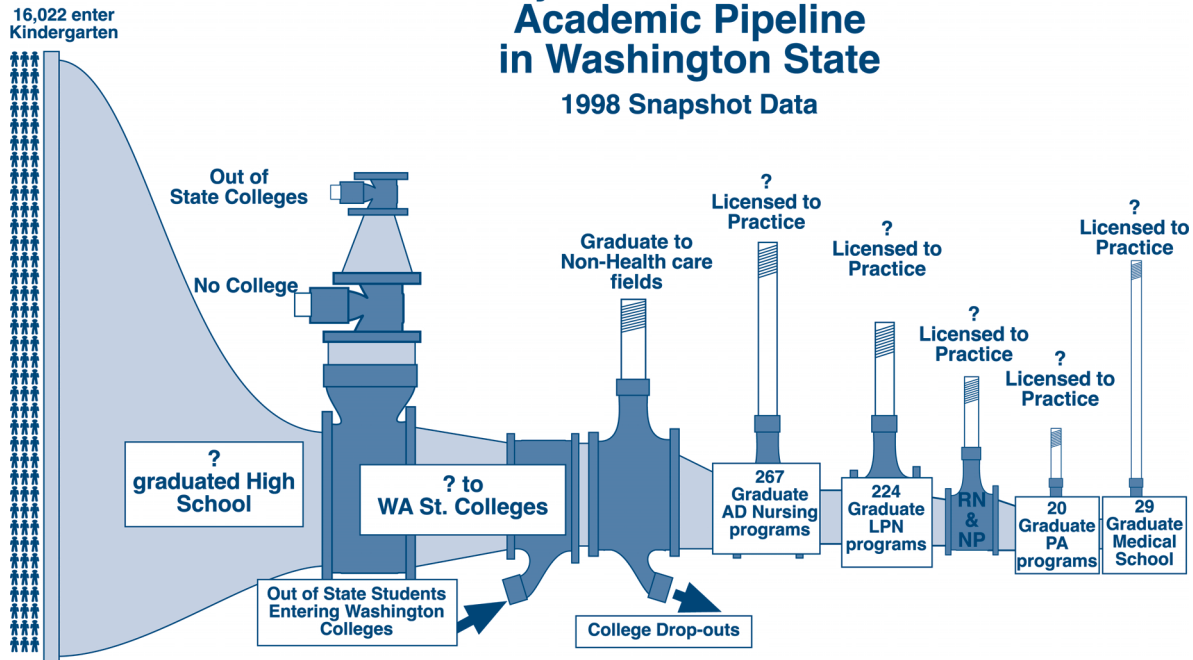 16,022 enter
Kindergarten
Academic Pipeline
in Washington State
1998 Snapshot Data
Out of
State Colleges
No College
Graduate to
Non-Health care
fields
?
Licensed to
Practice
?
Licensed to
Practice
?
Licensed to
Practice
?
Licensed to
Practice
?
Licensed to
Practice
?
graduated High
School
? to
WA St. Colleges
267
Graduate
AD Nursing
programs
224
Graduate
LPN
programs
RN
&
NP
20
Graduate
PA
programs
29
Graduate
Medical
School
Out of State Students
Entering Washington
Colleges
College Drop-outs